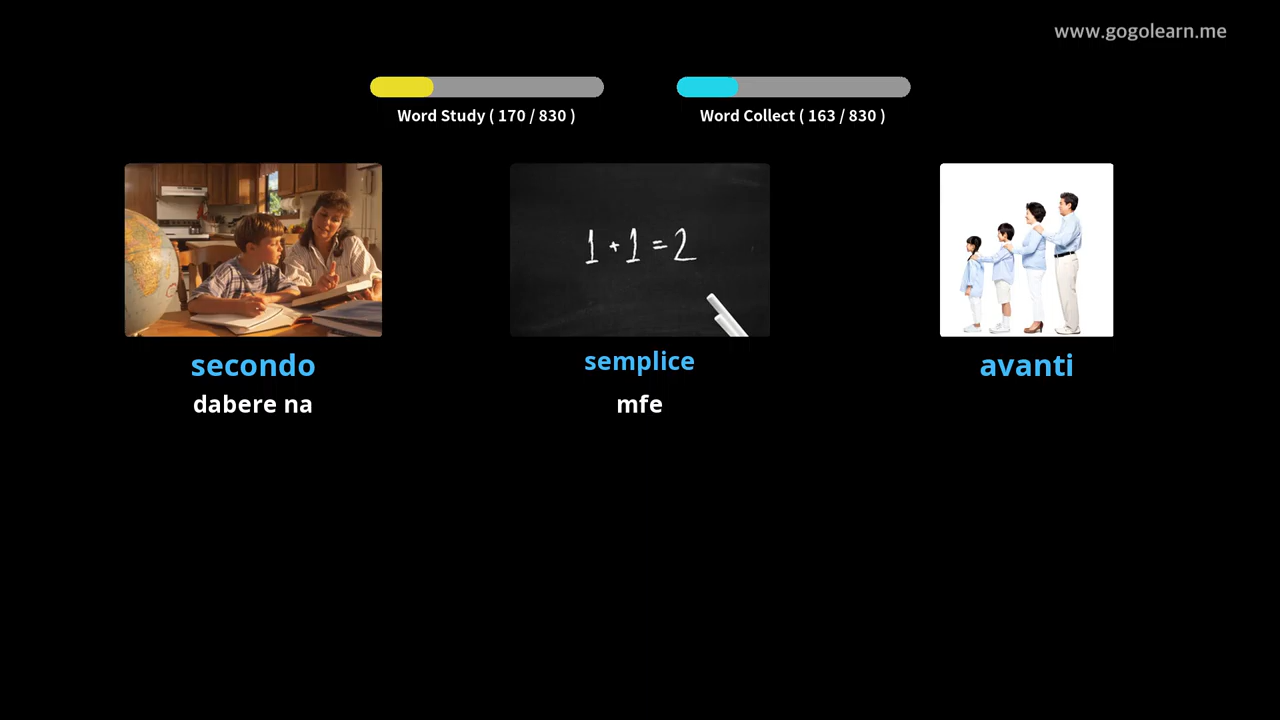 www.gogolearn.me
Word Study ( 170 / 830 )
Word Collect ( 163 / 830 )
1 + 1 = 2
secondo
semplice
avanti
dabere na
mfe